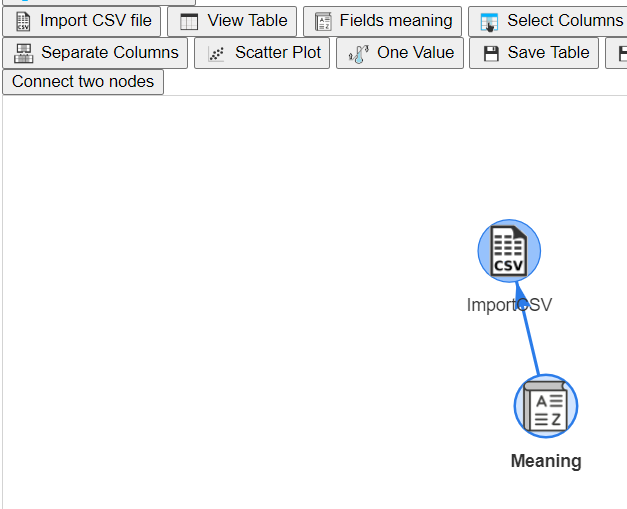 Import CSV file View Table Fields meaning Select Columns
Separate Columns Scatter Plot One Value Save Table
Connect two nodes
CSV
ImportCSV
A
Z
Meaning